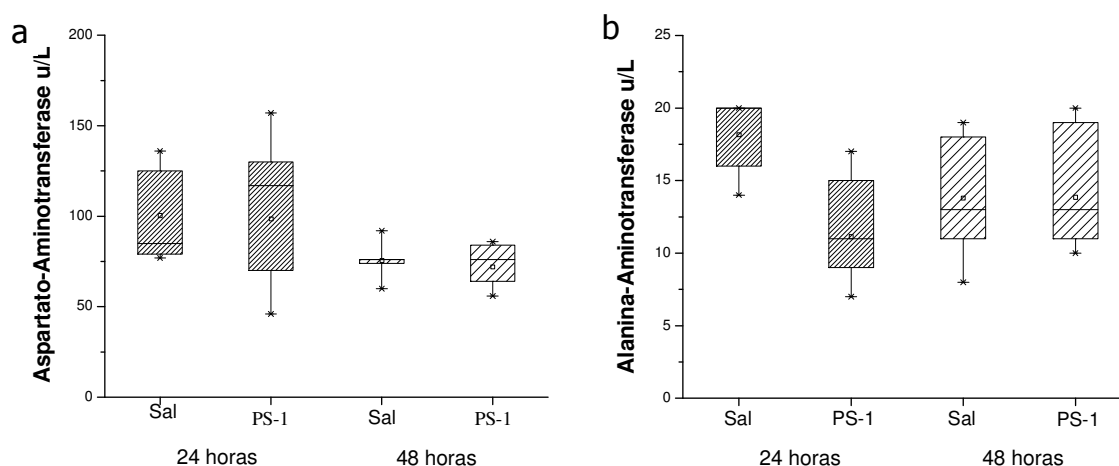 a
Aspartato-Aminotransferase u/L
200
150
100
50
0
Sal PS-1 Sal PS-1
24 horas 48 horas
b
Alanina-Aminotransferase u/L
25
20
15
10
5
0
Sal PS-1 Sal PS-1
24 horas 48 horas